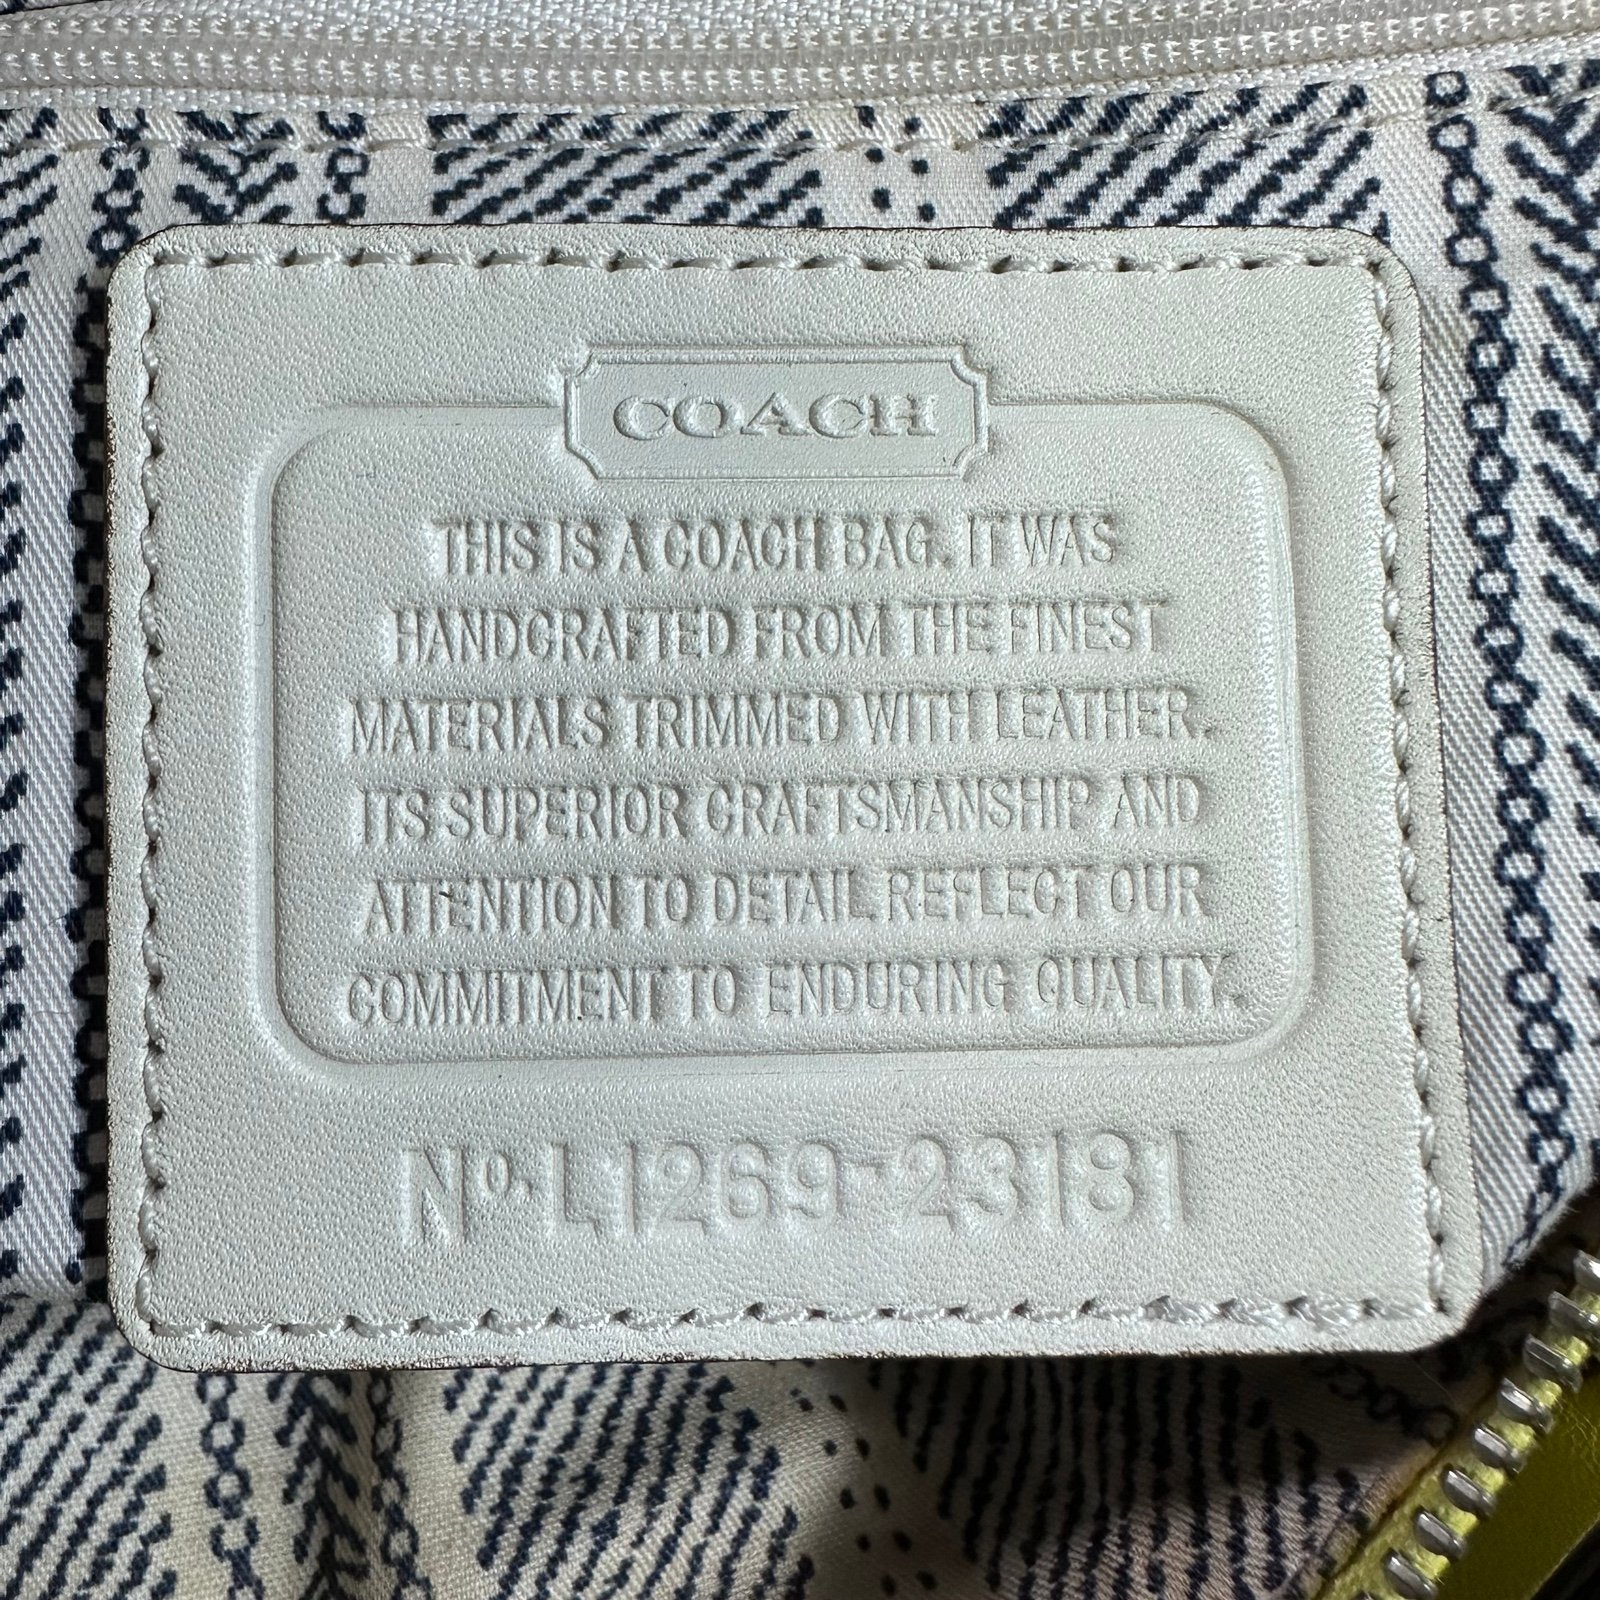 COACH
THIS IS A COACH BAG. IT WAS
HANDCRAFTED FROM THE FINEST
MATERIALS TRIMMED WITH LEATHER.
ITS SUPERIOR CRAFTSMANSHIP AND
ATTENTION TO DETAIL REFLECT OUR
COMMITMENT TO ENDURING QUALITY.
No. L1269-23181